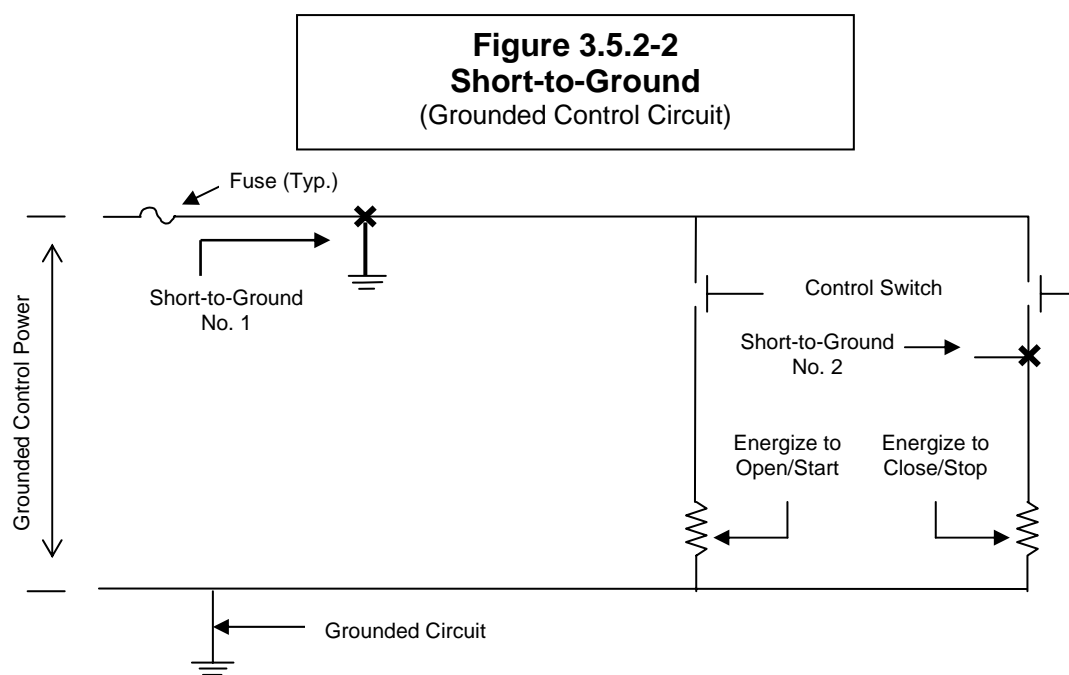 Figure 3.5.2-2
Short-to-Ground
(Grounded Control Circuit)
Fuse (Typ.)
Grounded Control Power
Short-to-Ground
No. 1
Control Switch
Short-to-Ground
No. 2
Energize to
Open/Start
Energize to
Close/Stop
Grounded Circuit